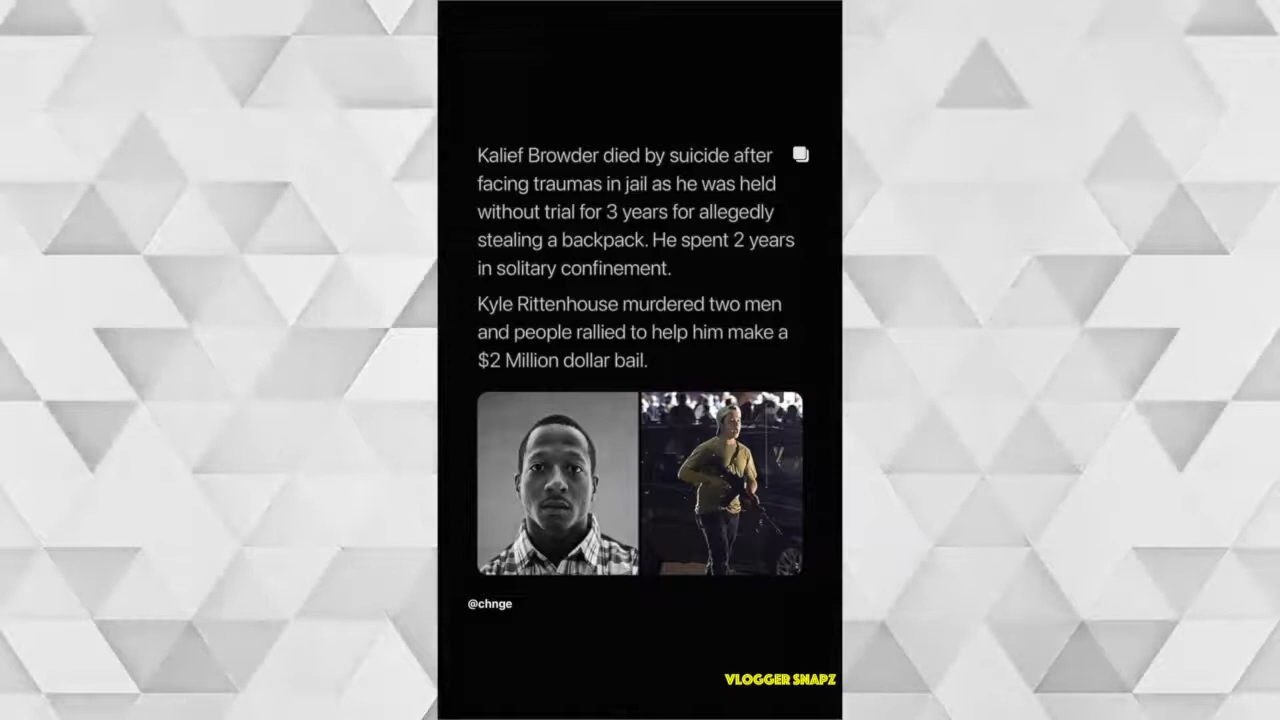 Kalief Browder died by suicide after
facing traumas in jail as he was held
without trial for 3 years for allegedly
stealing a backpack. He spent 2 years
in solitary confinement.
Kyle Rittenhouse murdered two men
and people rallied to help him make a
$2 Million dollar bail.
@chnge
VLOGGER SNAPZ